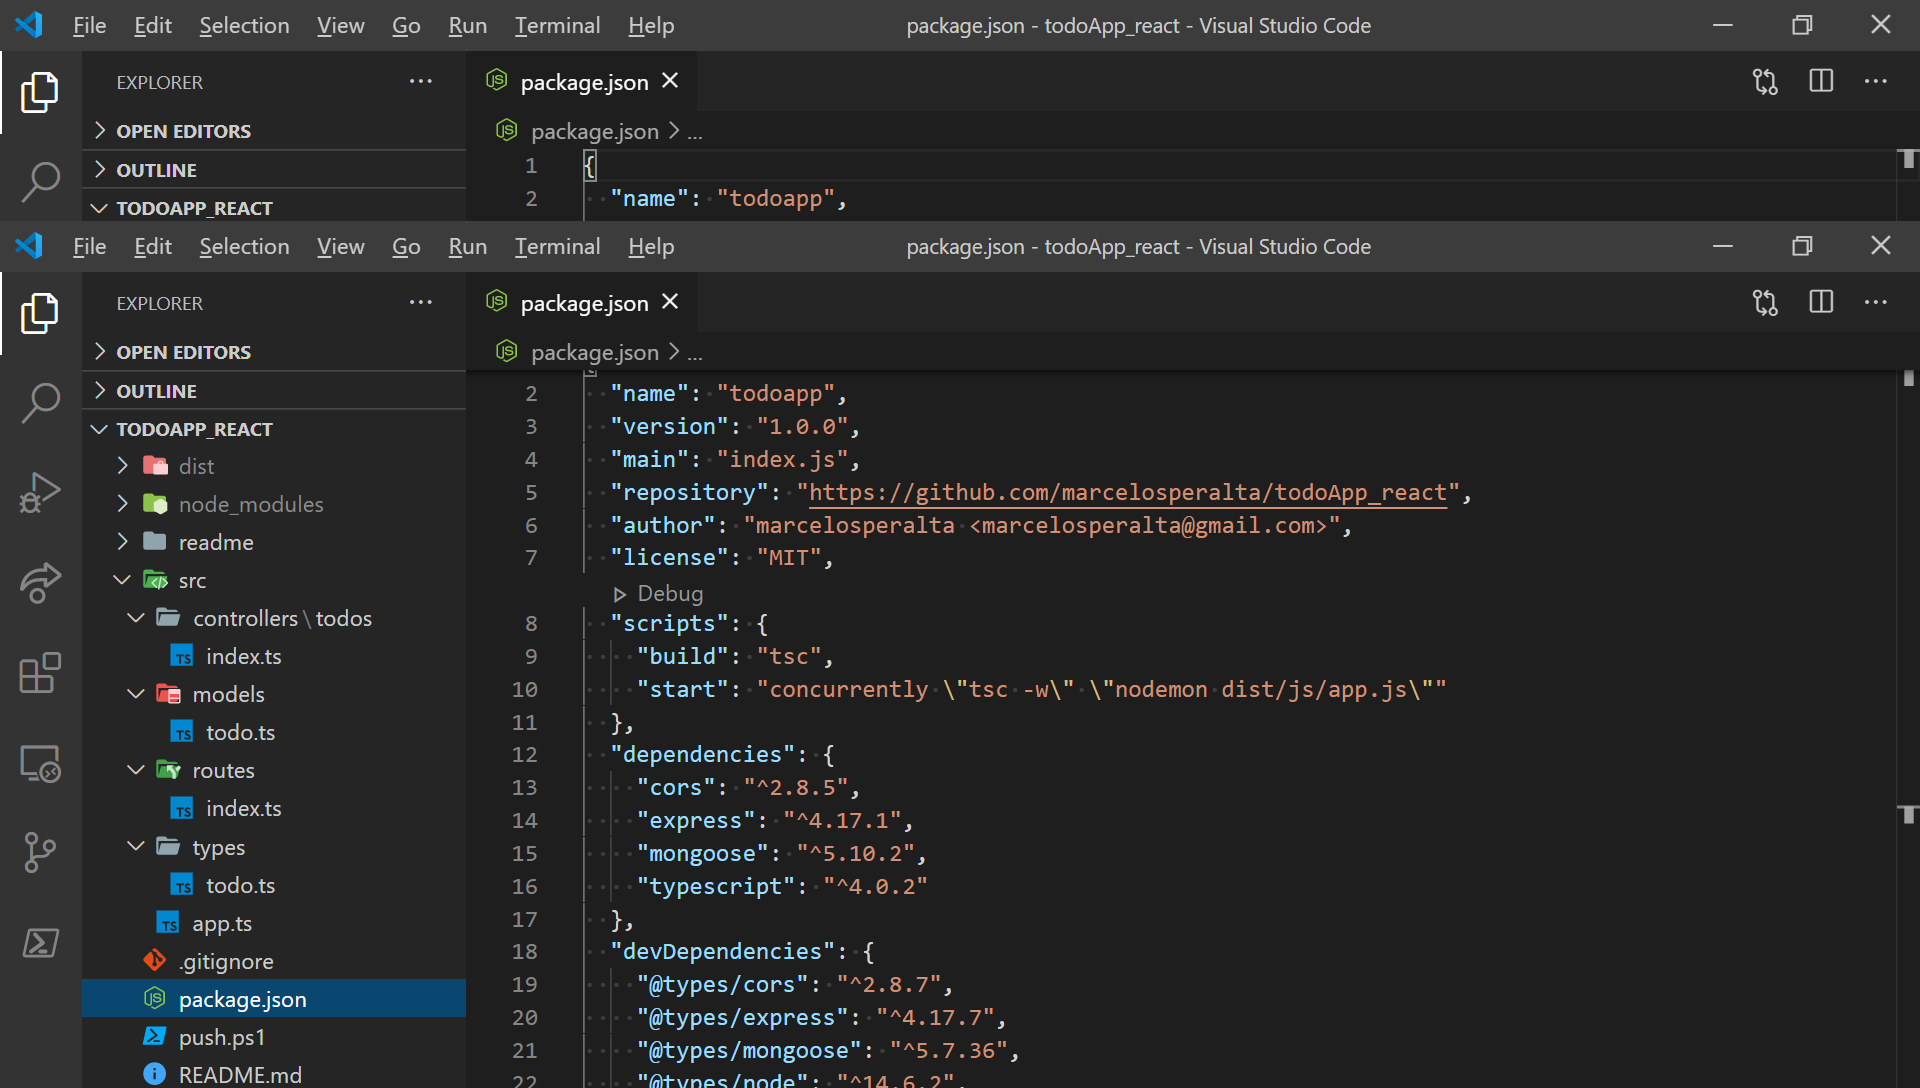 File Edit Selection View Go Run Terminal Help package.json - todoApp_react - Visual Studio Code
EXPLORER
package.json
OPEN EDITORS
package.json > ...
OUTLINE
TODOAPP_REACT
1 {
2 "name": "todoapp",
File Edit Selection View Go Run Terminal Help package.json - todoApp_react - Visual Studio Code
EXPLORER
package.json
OPEN EDITORS
package.json > ...
OUTLINE
TODOAPP_REACT
dist
node_modules
readme
src
controllers \ todos
TS index.ts
models
TS todo.ts
routes
TS index.ts
types
TS todo.ts
TS app.ts
.gitignore
package.json
push.ps1
README.md
2 "name": "todoapp",
3 "version": "1.0.0",
4 "main": "index.js",
5 "repository": "https://github.com/marcelosperalta/todoApp_react",
6 "author": "marcelosperalta <marcelosperalta@gmail.com>",
7 "license": "MIT",
Debug
8 "scripts": {
9 "build": "tsc",
10 "start": "concurrently \"tsc -w\" \"nodemon dist/js/app.js\""
11 },
12 "dependencies": {
13 "cors": "^2.8.5",
14 "express": "^4.17.1",
15 "mongoose": "^5.10.2",
16 "typescript": "^4.0.2"
17 },
18 "devDependencies": {
19 "@types/cors": "^2.8.7",
20 "@types/express": "^4.17.7",
21 "@types/mongoose": "^5.7.36",
22 "@types/node": "^14.6.2",